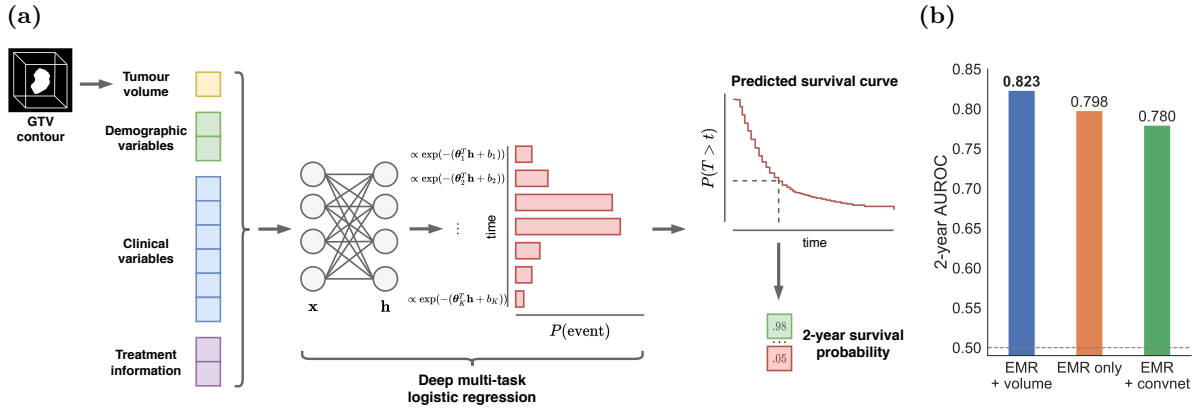 (a)
GTV
contour
Tumour
volume
Demographic
variables
Clinical
variables
Treatment
information
x
h
∝ exp(−(θ₁ᵀh + b₁))
∝ exp(−(θ₂ᵀh + b₂))
⋮
∝ exp(−(θ_Kᵀh + b_K))
time
P(event)
Deep multi-task
logistic regression
Predicted survival curve
P(T > t)
time
.98
...
.05
2-year survival
probability
(b)
2-year AUROC
0.85
0.80
0.75
0.70
0.65
0.60
0.55
0.50
0.823
0.798
0.780
EMR
+ volume
EMR only
EMR
+ convnet